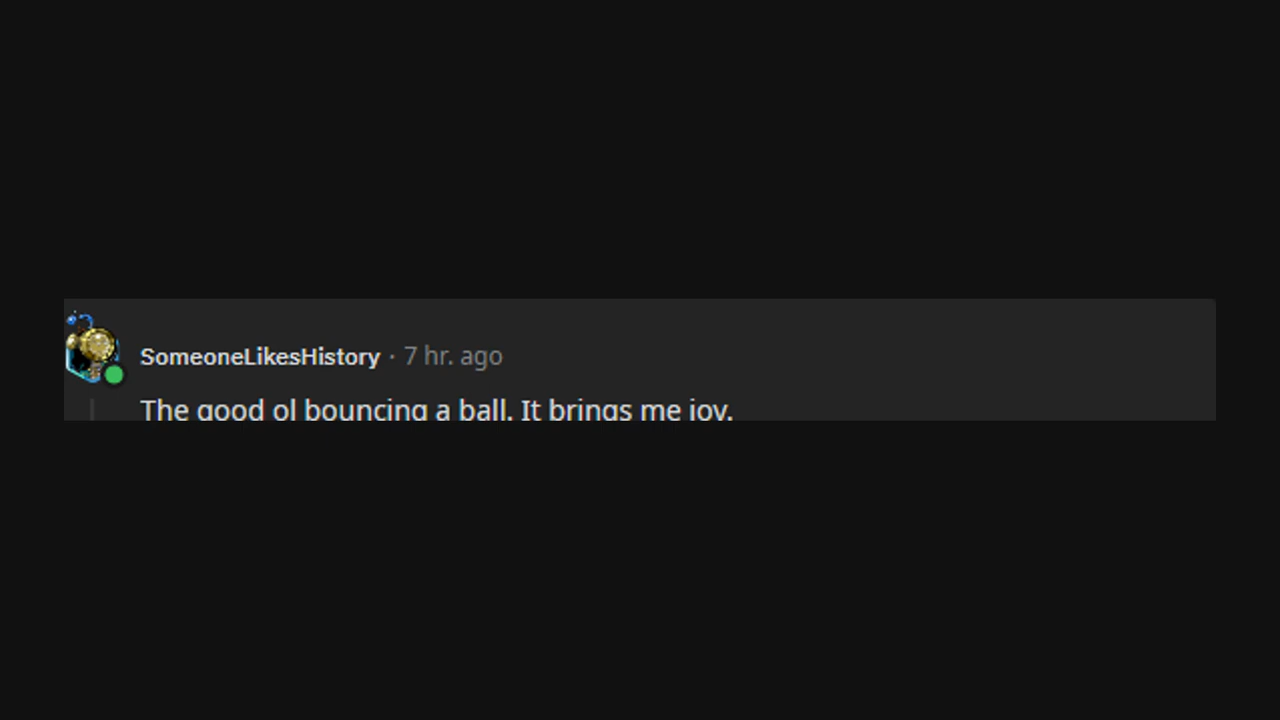 SomeoneLikesHistory · 7 hr. ago
The good ol bouncing a ball. It brings me joy.